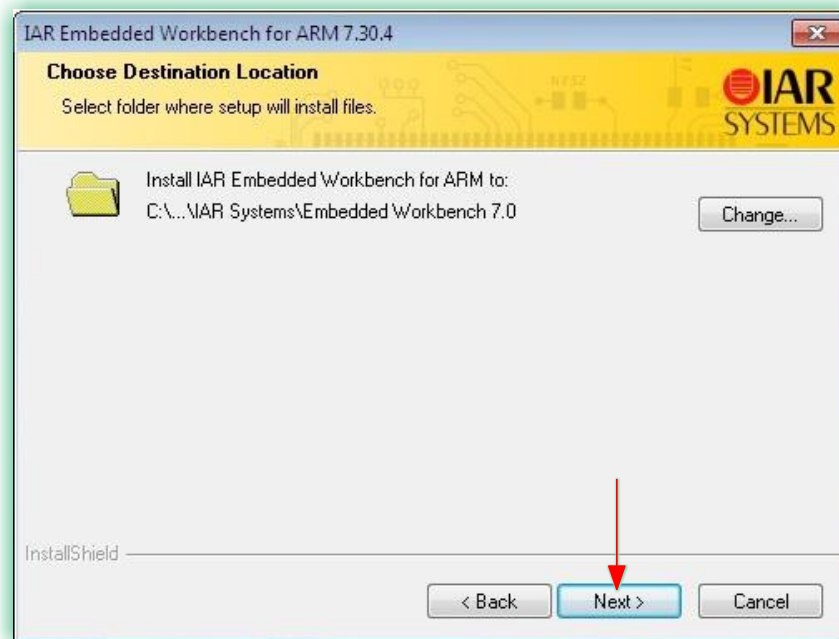 IAR Embedded Workbench for ARM 7.30.4
Choose Destination Location
Select folder where setup will install files.
IAR
SYSTEMS
Install IAR Embedded Workbench for ARM to:
C:\...\IAR Systems\Embedded Workbench 7.0
Change...
InstallShield
< Back
Next >
Cancel